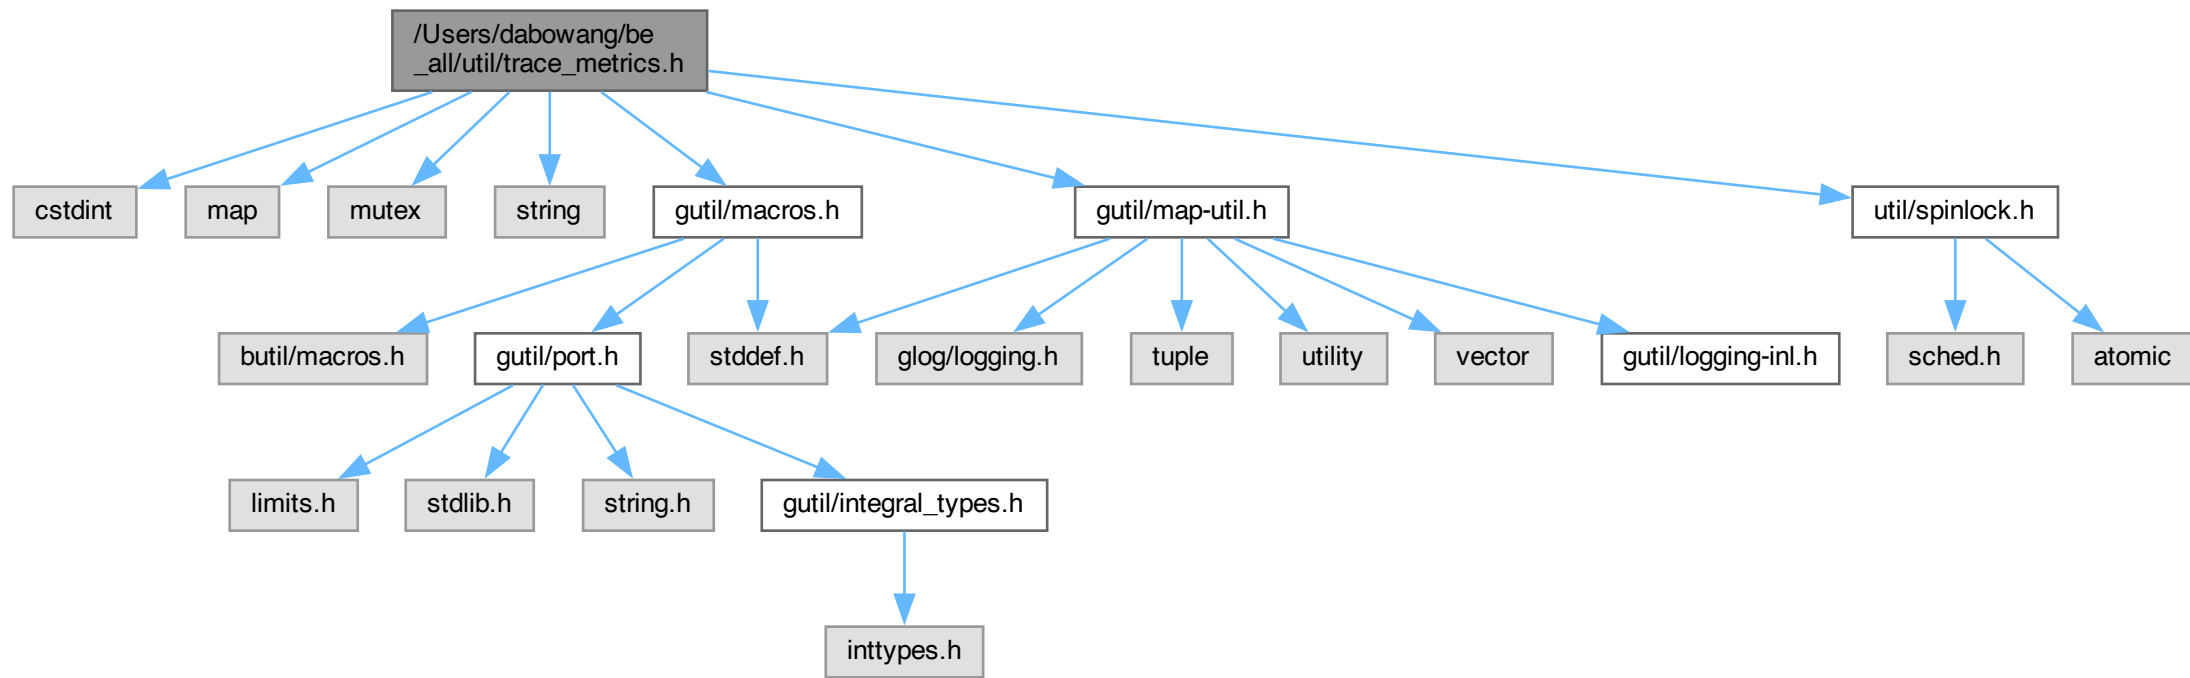 /Users/dabowang/be
_all/util/trace_metrics.h
cstdint
map
mutex
string
gutil/macros.h
gutil/map-util.h
util/spinlock.h
butil/macros.h
gutil/port.h
stddef.h
glog/logging.h
tuple
utility
vector
gutil/logging-inl.h
sched.h
atomic
limits.h
stdlib.h
string.h
gutil/integral_types.h
inttypes.h